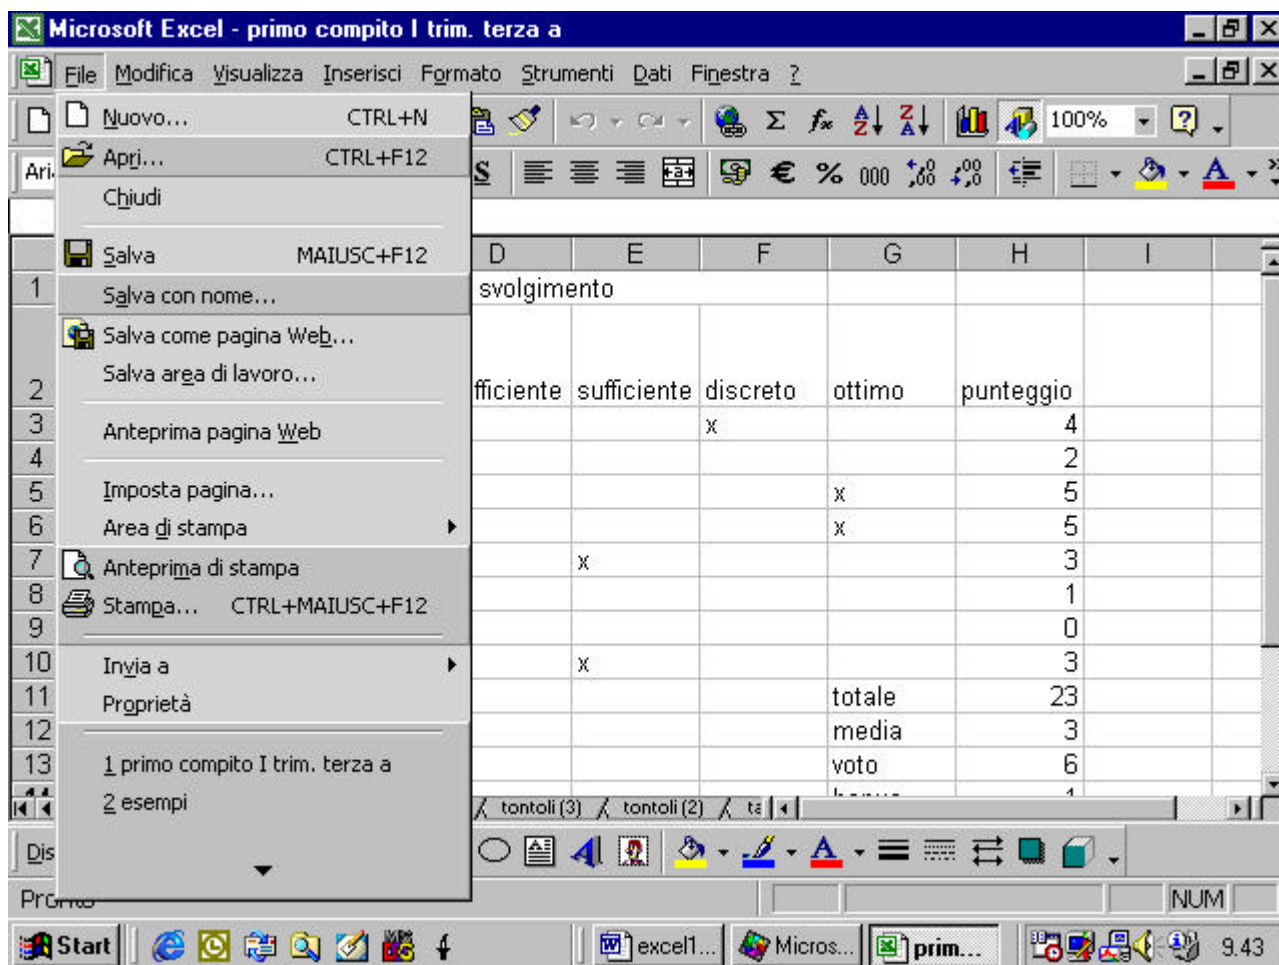 Microsoft Excel - primo compito I trim. terza a
File Modifica Visualizza Inserisci Formato Strumenti Dati Finestra ?
Nuovo... CTRL+N
100%
Apri... CTRL+F12
Ari
S € % 000
Chiudi
Salva MAIUSC+F12
D E F G H I
Salva con nome...
1 svolgimento
Salva come pagina Web...
Salva area di lavoro...
2 fficiente sufficiente discreto ottimo punteggio
3 x 4
Anteprima pagina Web
4 2
Imposta pagina...
5 x 5
Area di stampa
6 x 5
Anteprima di stampa
7 x 3
Stampa... CTRL+MAIUSC+F12
8 1
9 0
Invia a
10 x 3
Proprietà
11 totale 23
12 media 3
1 primo compito I trim. terza a
13 voto 6
2 esempi
tontoli (3) tontoli (2)
Dis
NUM
Start excel1... Micros... prim... 9.43